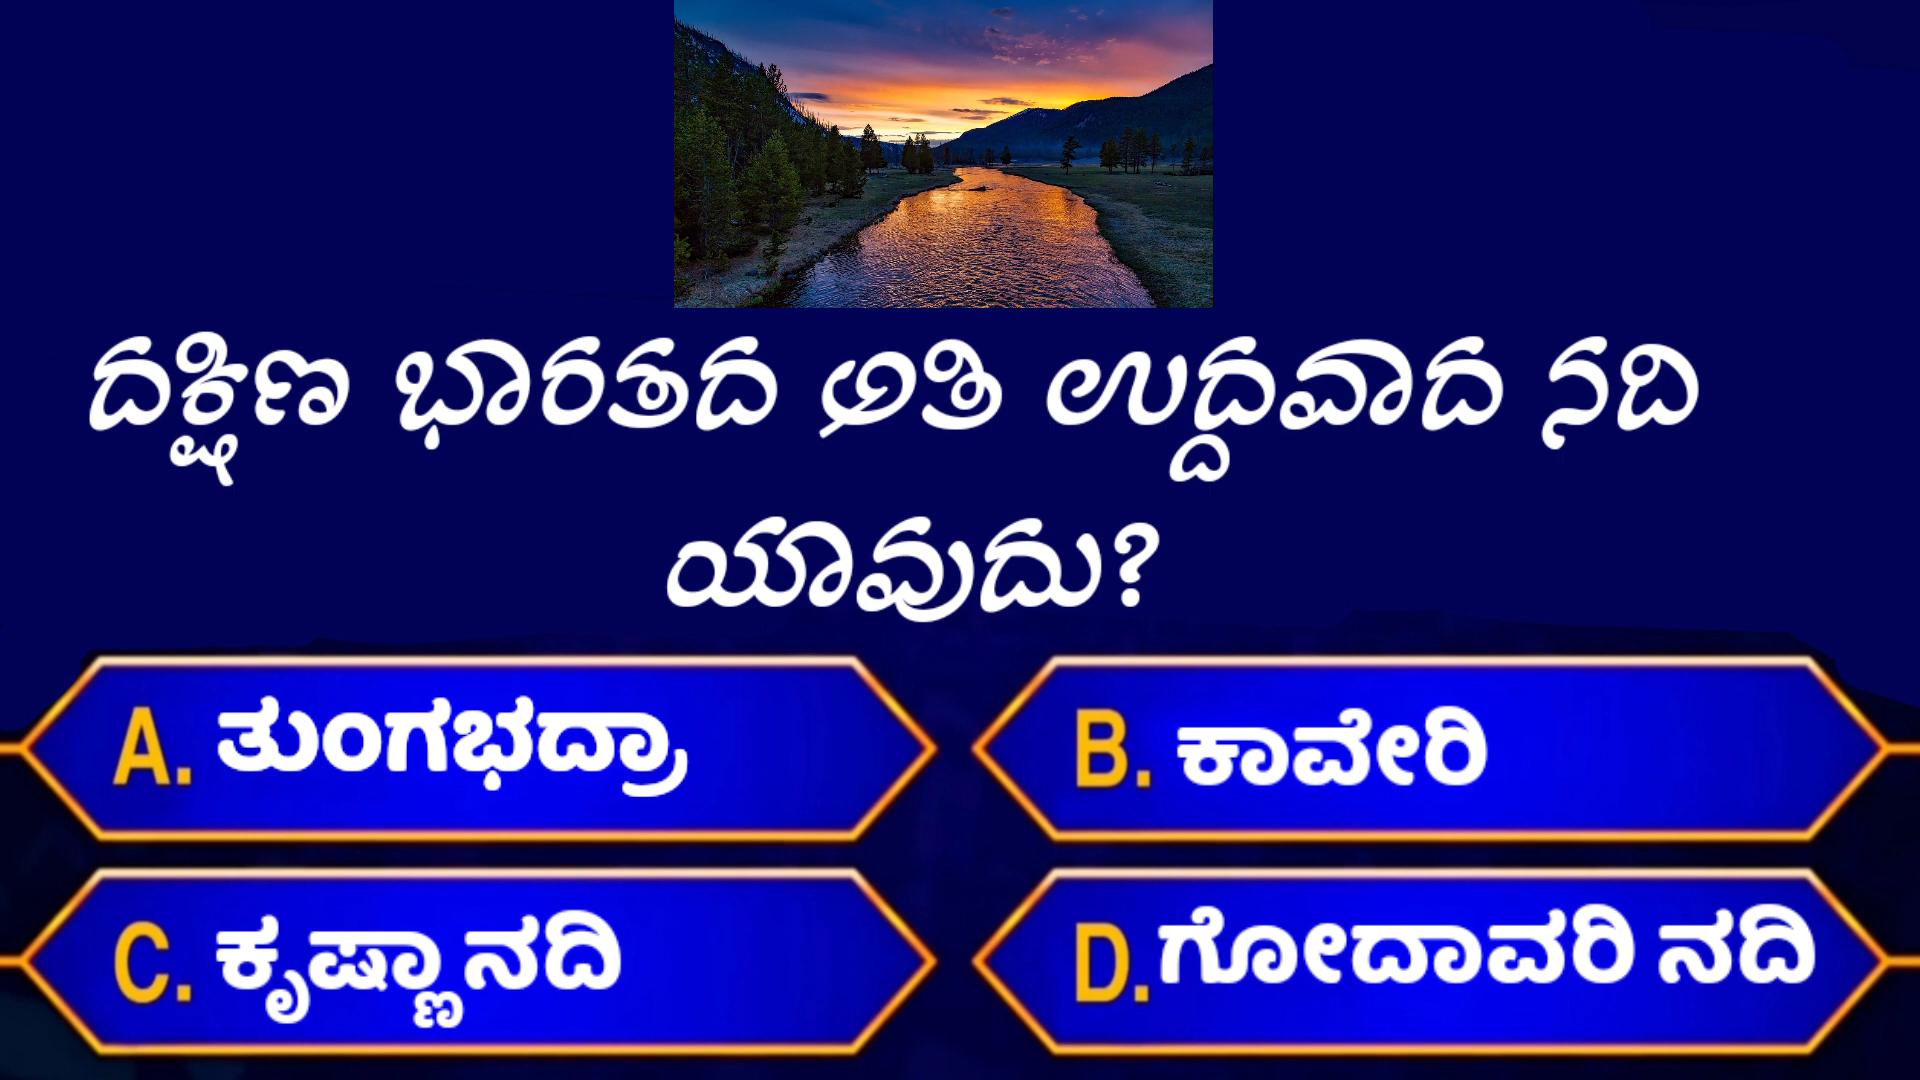 ದಕ್ಷಿಣ ಭಾರತದ ಅತಿ ಉದ್ದವಾದ ನದಿ
ಯಾವುದು?
A. ತುಂಗಭದ್ರಾ
B. ಕಾವೇರಿ
C. ಕೃಷ್ಣಾ ನದಿ
D. ಗೋದಾವರಿ ನದಿ